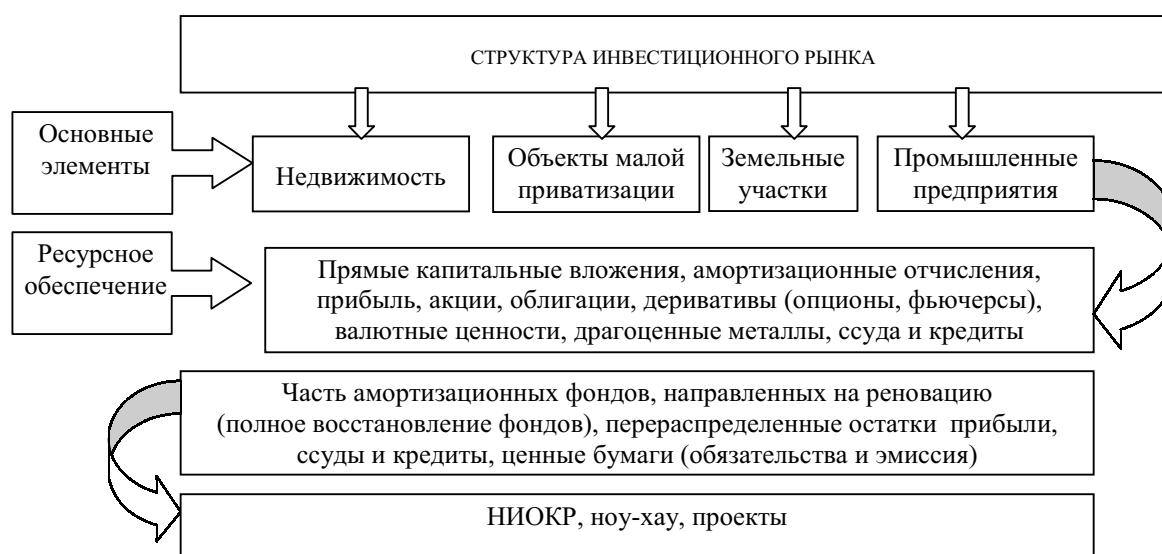 СТРУКТУРА ИНВЕСТИЦИОННОГО РЫНКА
Основные
элементы
Недвижимость
Объекты малой
приватизации
Земельные
участки
Промышленные
предприятия
Ресурсное
обеспечение
Прямые капитальные вложения, амортизационные отчисления,
прибыль, акции, облигации, деривативы (опционы, фьючерсы),
валютные ценности, драгоценные металлы, ссуда и кредиты
Часть амортизационных фондов, направленных на реновацию
(полное восстановление фондов), перераспределенные остатки прибыли,
ссуды и кредиты, ценные бумаги (обязательства и эмиссия)
НИОКР, ноу-хау, проекты